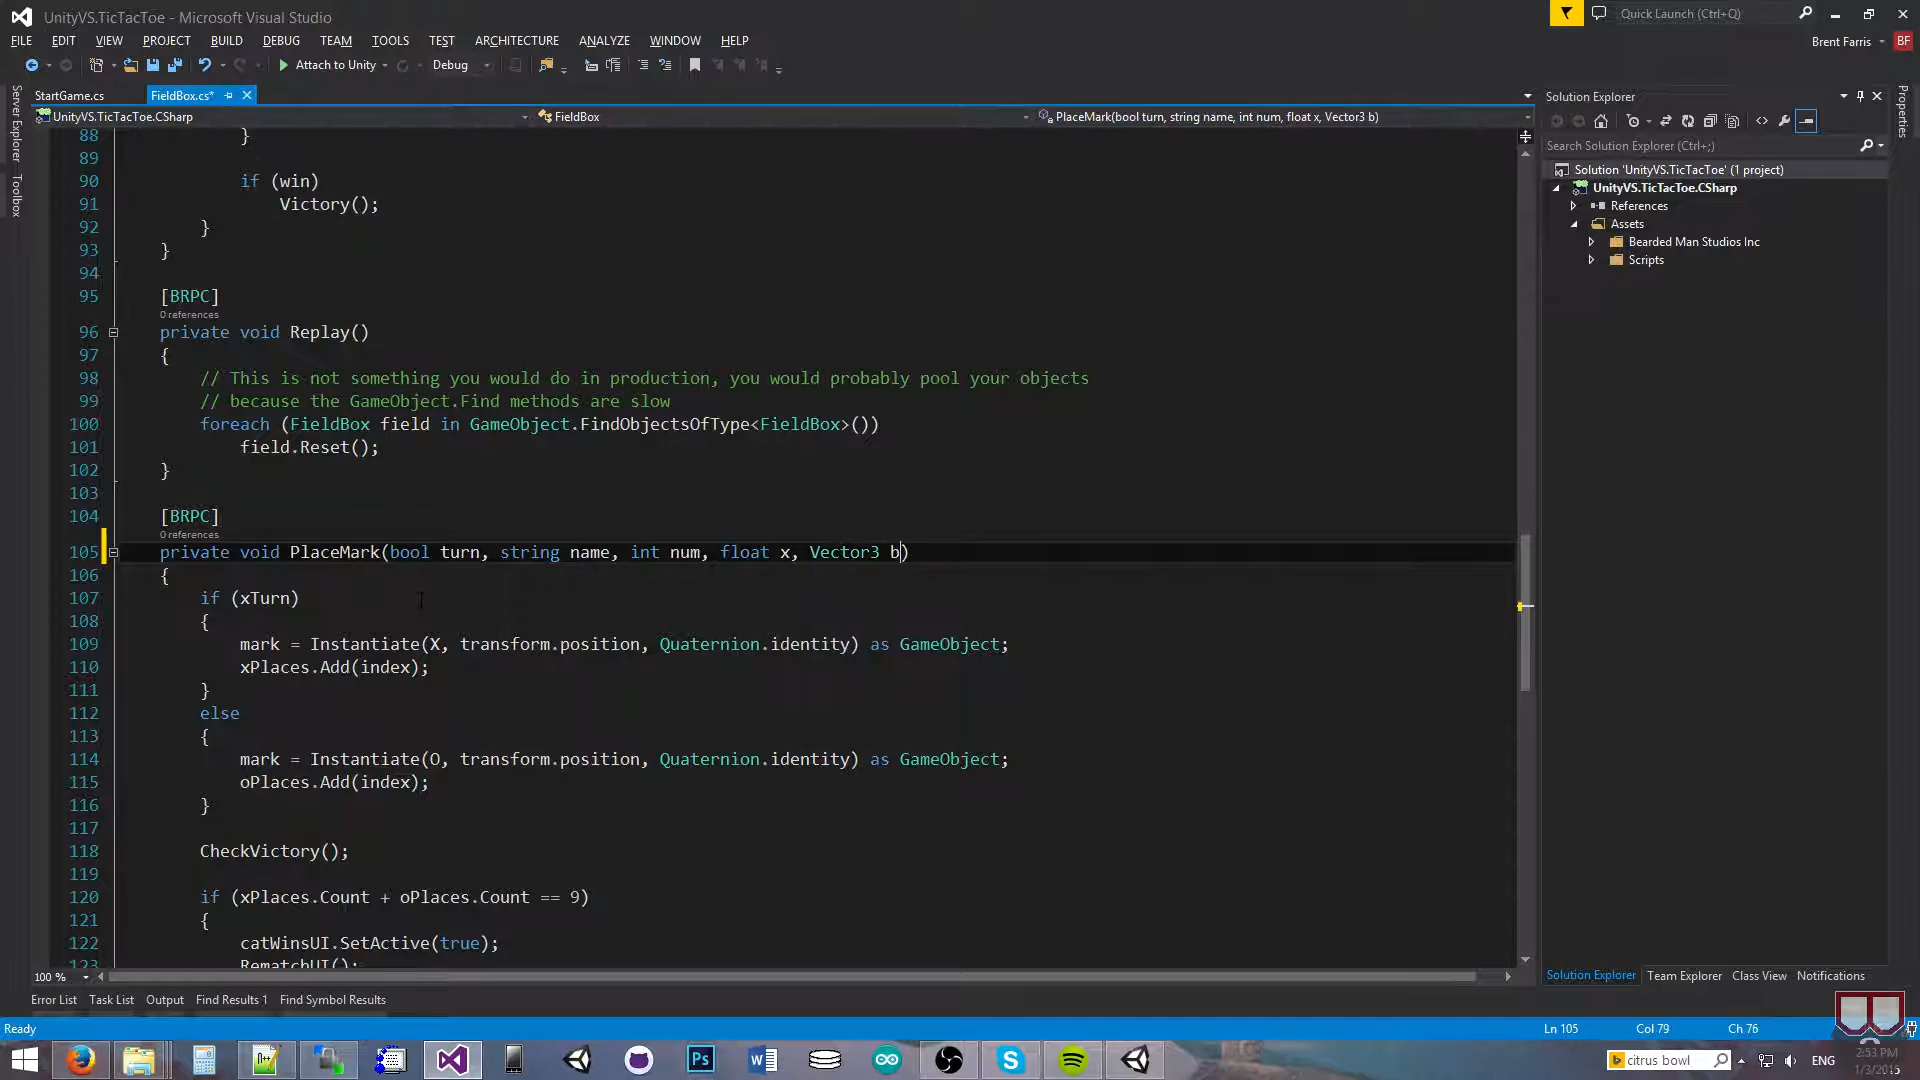 UnityVS.TicTacToe - Microsoft Visual Studio
Quick Launch (Ctrl+Q)
FILE EDIT VIEW PROJECT BUILD DEBUG TEAM TOOLS TEST ARCHITECTURE ANALYZE WINDOW HELP
Brent Farris BF
Attach to Unity Debug
StartGame.cs FieldBox.cs*
UnityVS.TicTacToe.CSharp FieldBox PlaceMark(bool turn, string name, int num, float x, Vector3 b)
Server Explorer
Toolbox
88 }
89
90 if (win)
91 Victory();
92 }
93 }
94
95 [BRPC]
0 references
96 private void Replay()
97 {
98 // This is not something you would do in production, you would probably pool your objects
99 // because the GameObject.Find methods are slow
100 foreach (FieldBox field in GameObject.FindObjectsOfType<FieldBox>())
101 field.Reset();
102 }
103
104 [BRPC]
0 references
105 private void PlaceMark(bool turn, string name, int num, float x, Vector3 b)
106 {
107 if (xTurn)
108 {
109 mark = Instantiate(X, transform.position, Quaternion.identity) as GameObject;
110 xPlaces.Add(index);
111 }
112 else
113 {
114 mark = Instantiate(O, transform.position, Quaternion.identity) as GameObject;
115 oPlaces.Add(index);
116 }
117
118 CheckVictory();
119
120 if (xPlaces.Count + oPlaces.Count == 9)
121 {
122 catWinsUI.SetActive(true);
123 RematchUI();
100 %
Solution Explorer
Search Solution Explorer (Ctrl+;)
Solution 'UnityVS.TicTacToe' (1 project)
UnityVS.TicTacToe.CSharp
References
Assets
Bearded Man Studios Inc
Scripts
Properties
Solution Explorer Team Explorer Class View Notifications
Error List Task List Output Find Results 1 Find Symbol Results
Ready Ln 105 Col 79 Ch 76
Ps
citrus bowl
ENG
2:53 PM
1/3/2015